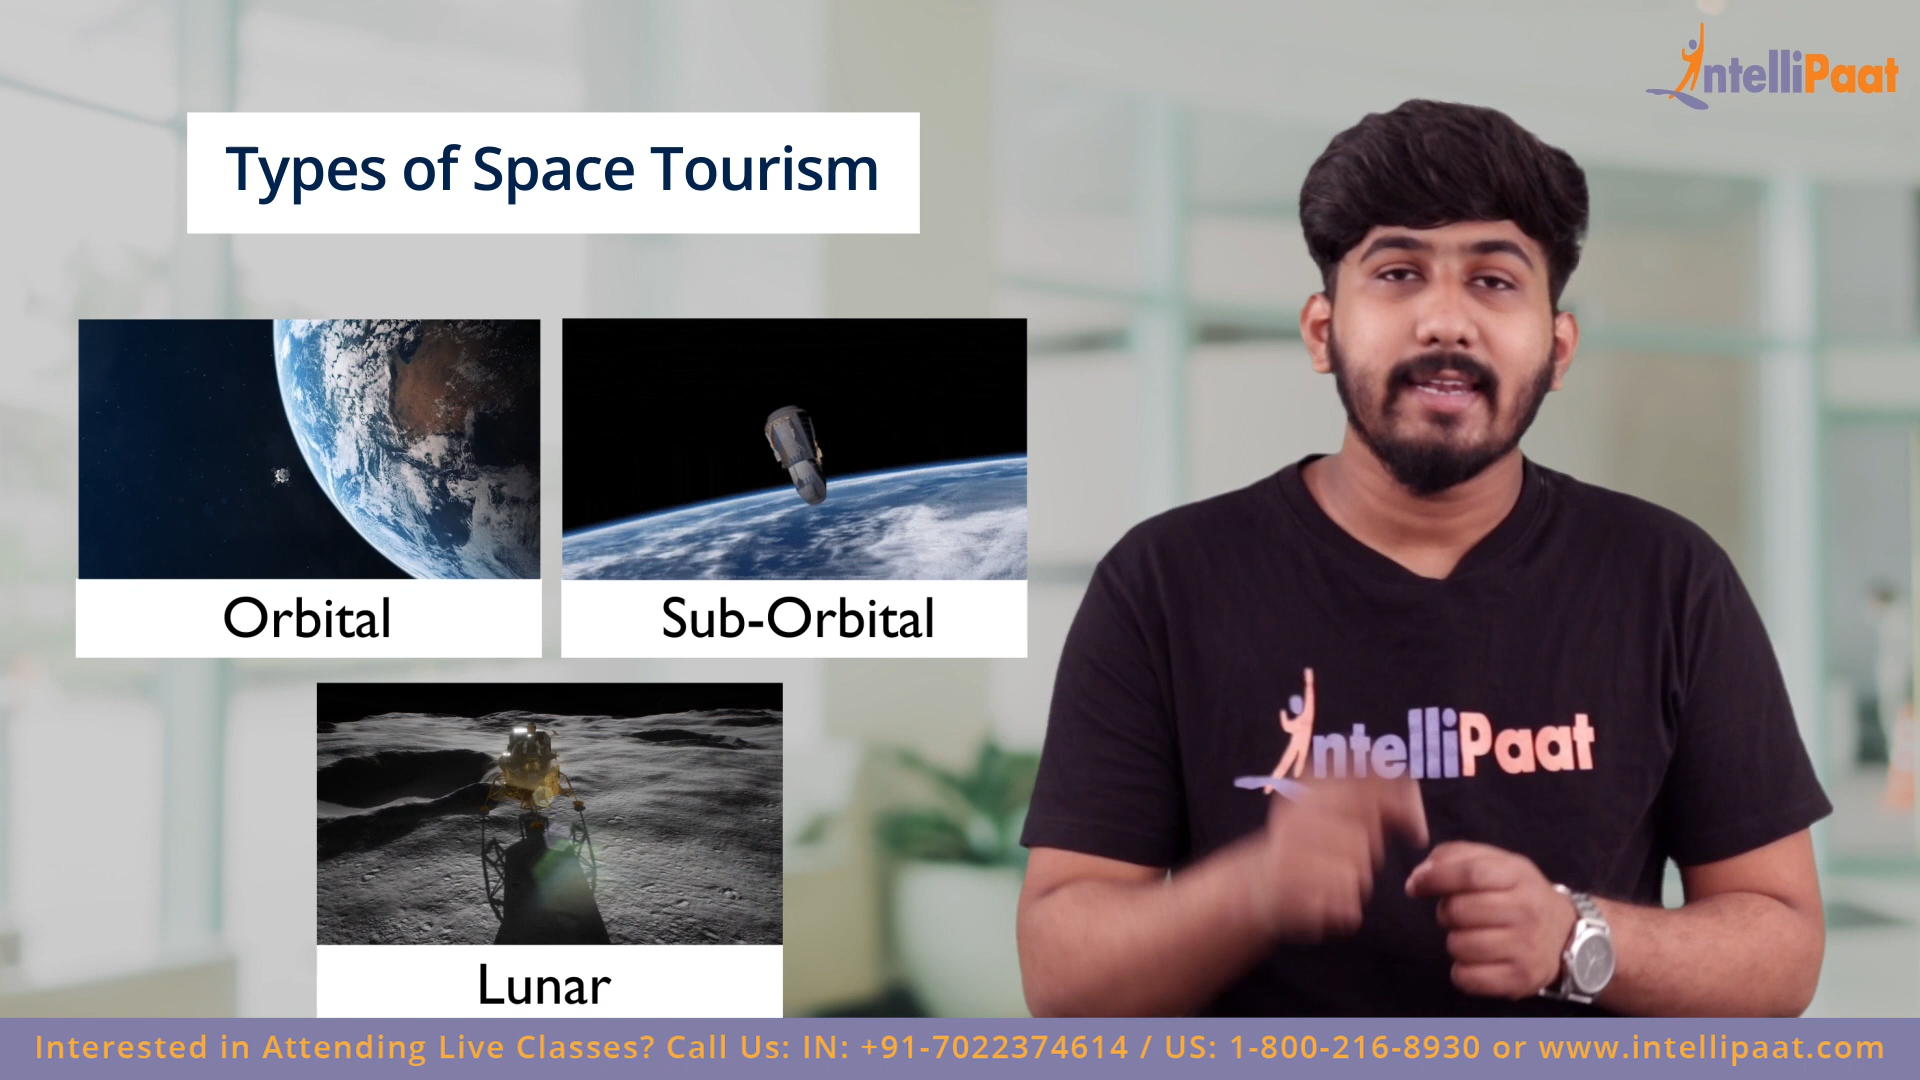 IntelliPaat
Types of Space Tourism
Orbital
Sub-Orbital
IntelliPaat
Lunar
Interested in Attending Live Classes? Call Us: IN: +91-7022374614 / US: 1-800-216-8930 or www.intellipaat.com